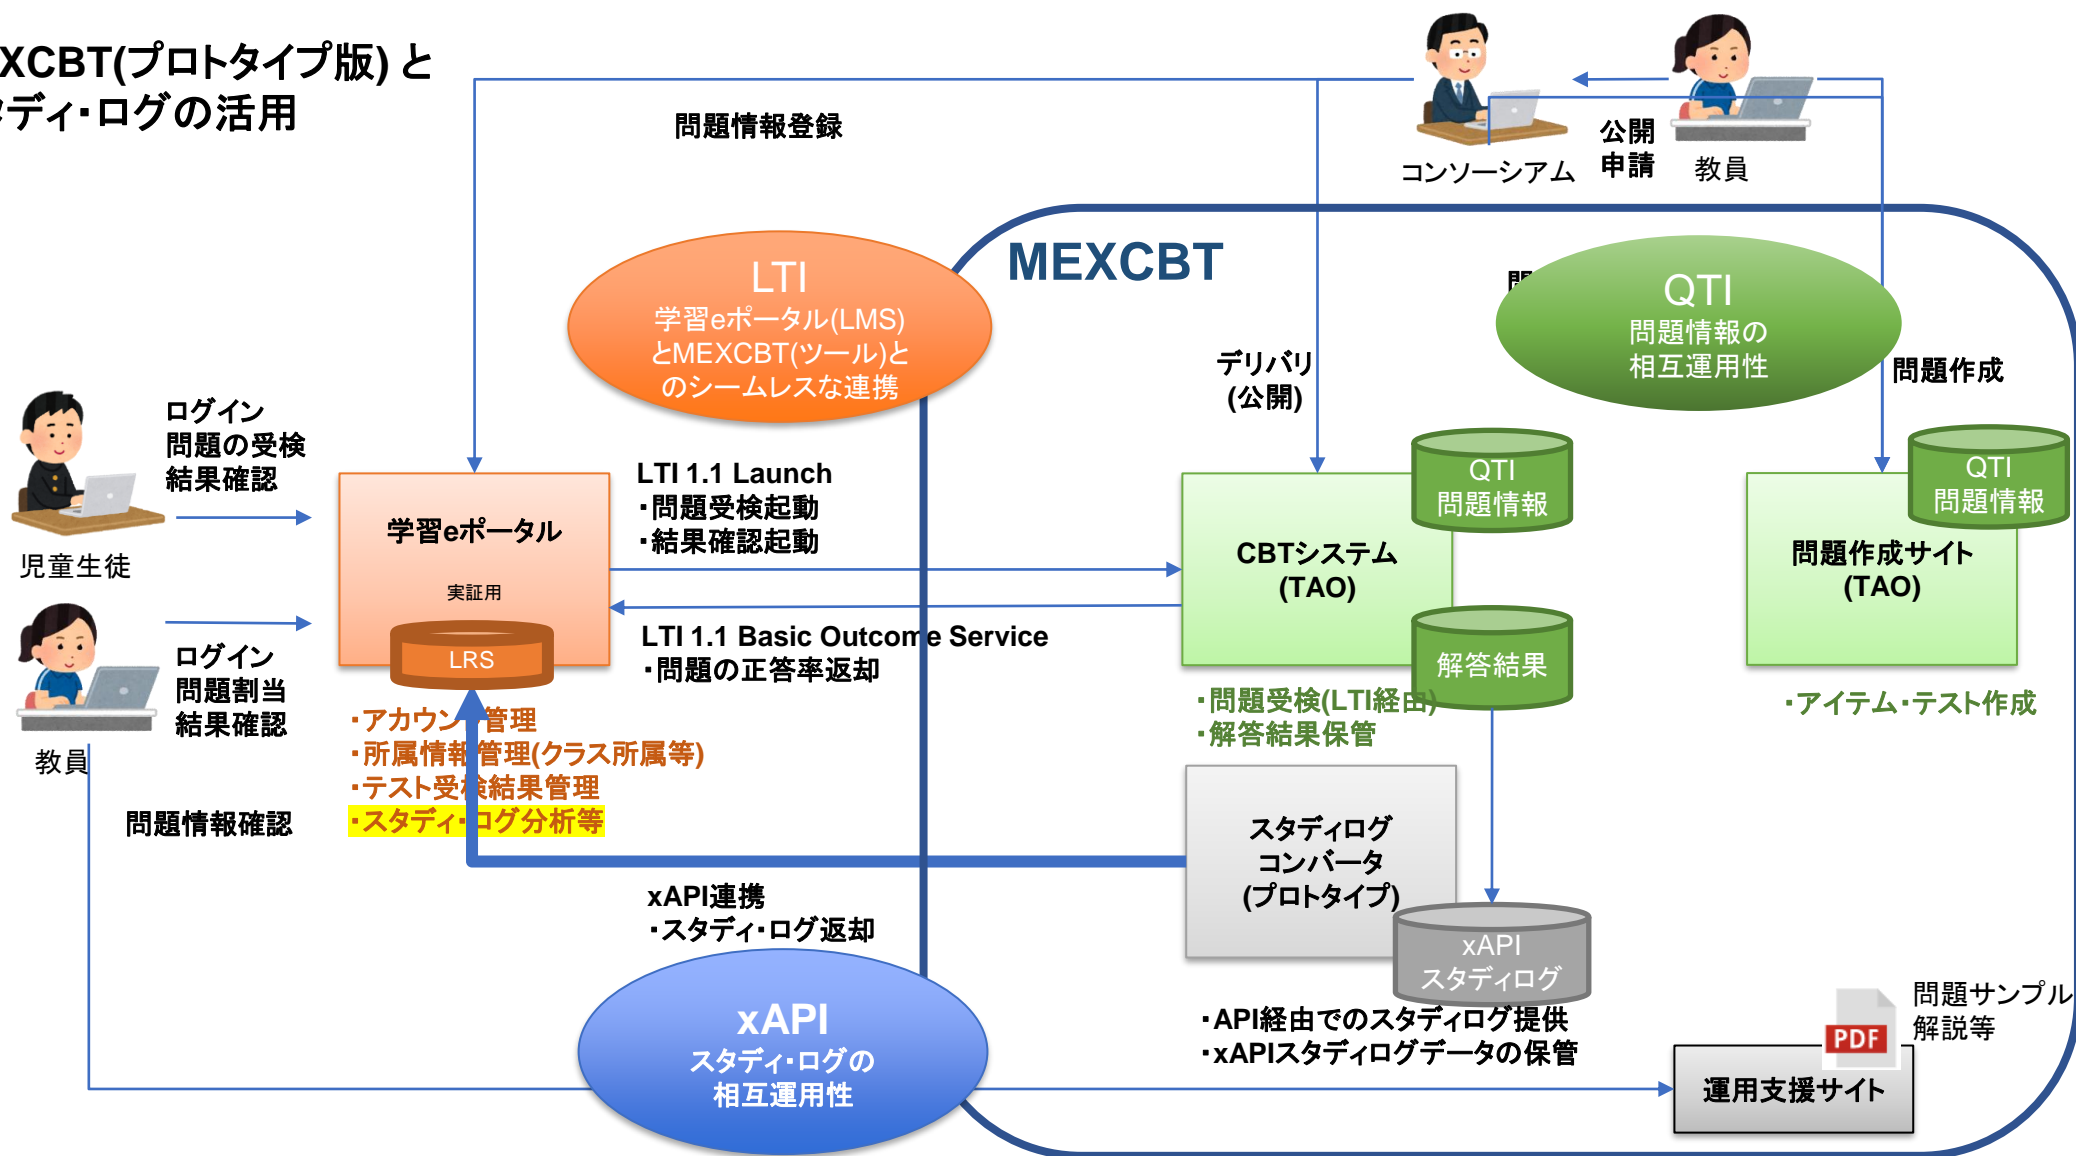 XCBT(プロトタイプ版) と
タディ・ログの活用
問題情報登録
コンソーシアム
公開
申請
教員
MEXCBT
LTI
学習eポータル(LMS)
とMEXCBT(ツール)と
のシームレスな連携
QTI
問題情報の
相互運用性
デリバリ
(公開)
問題作成
ログイン
問題の受検
結果確認
児童生徒
学習eポータル
実証用
LRS
LTI 1.1 Launch
・問題受検起動
・結果確認起動
LTI 1.1 Basic Outcome Service
・問題の正答率返却
QTI
問題情報
CBTシステム
(TAO)
解答結果
QTI
問題情報
問題作成サイト
(TAO)
ログイン
問題割当
結果確認
教員
・アカウント管理
・所属情報管理(クラス所属等)
・テスト受検結果管理
・スタディ・ログ分析等
・問題受検(LTI経由)
・解答結果保管
・アイテム・テスト作成
問題情報確認
スタディログ
コンバータ
(プロトタイプ)
xAPI連携
・スタディ・ログ返却
xAPI
スタディログ
xAPI
スタディ・ログの
相互運用性
・API経由でのスタディログ提供
・xAPIスタディログデータの保管
PDF
問題サンプル
解説等
運用支援サイト